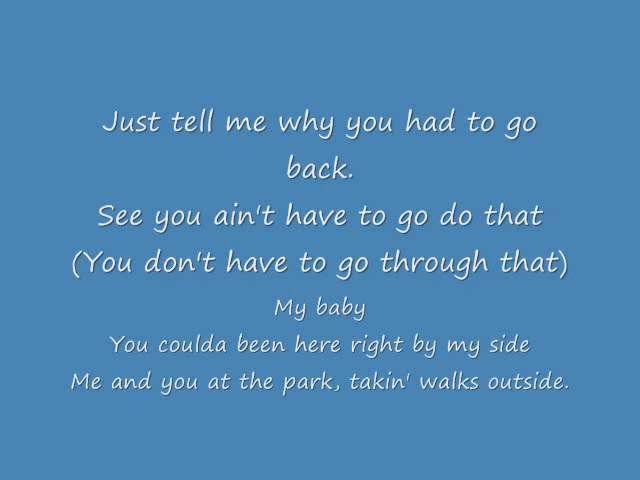 Just tell me why you had to go
back.
See you ain't have to go do that
(You don't have to go through that)
My baby
You coulda been here right by my side
Me and you at the park, takin' walks outside.